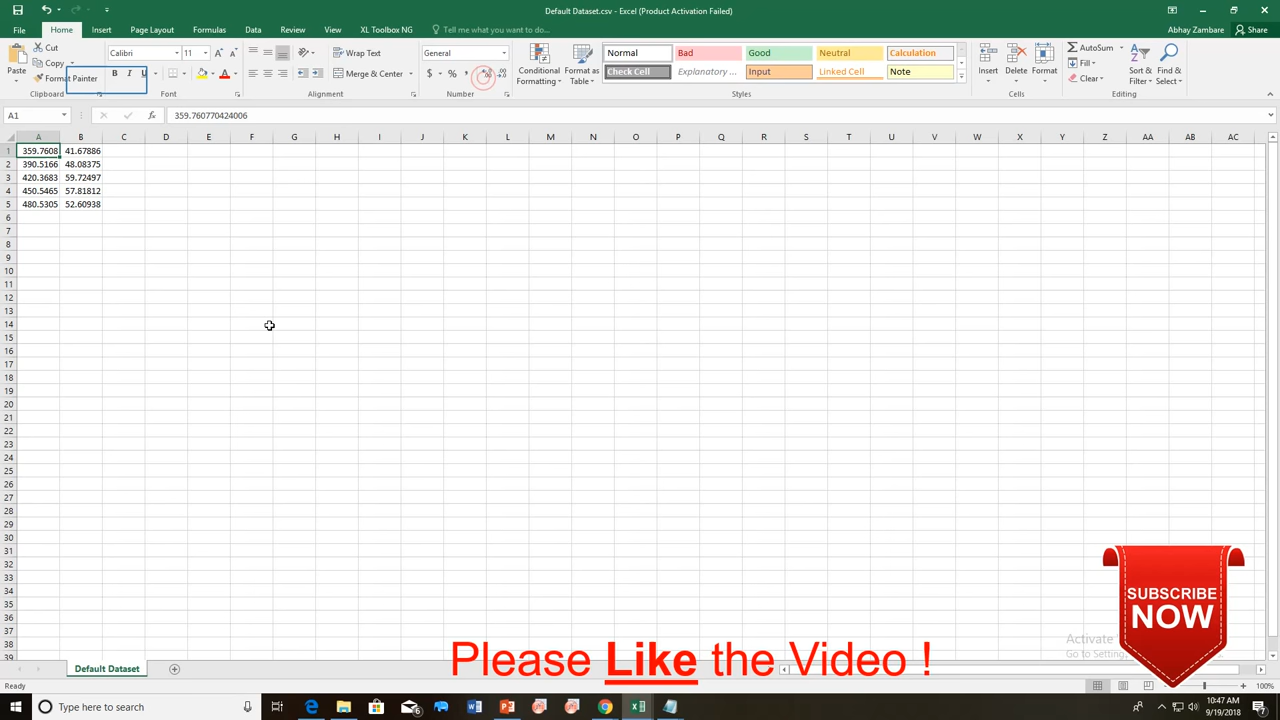 Default Dataset.csv - Excel (Product Activation Failed)
File Home Insert Page Layout Formulas Data Review View XL Toolbox NG Tell me what you want to do... Abhay Zambare Share
Paste
Cut
Copy
Format Painter
Clipboard
Calibri 11
B I U
Font
Wrap Text
Merge & Center
Alignment
General
$ % ,
Number
Conditional Formatting
Format as Table
Normal Bad Good Neutral Calculation
Check Cell Explanatory ... Input Linked Cell Note
Styles
Insert Delete Format
Cells
AutoSum
Fill
Clear
Sort & Filter
Find & Select
Editing
A1 fx 359.760770424006
A B C D E F G H I J K L M N O P Q R S T U V W X Y Z AA AB AC
1 359.7608 41.67886
2 390.5166 48.08375
3 420.3683 59.72497
4 450.5465 57.81812
5 480.5305 52.60938
6
7
8
9
10
11
12
13
14
15
16
17
18
19
20
21
22
23
24
25
26
27
28
29
30
31
32
33
34
35
36
37
38
39
SUBSCRIBE
NOW
Activate
Go to Setting
Please Like the Video !
Default Dataset
Ready 100%
Type here to search
10:47 AM
9/19/2018